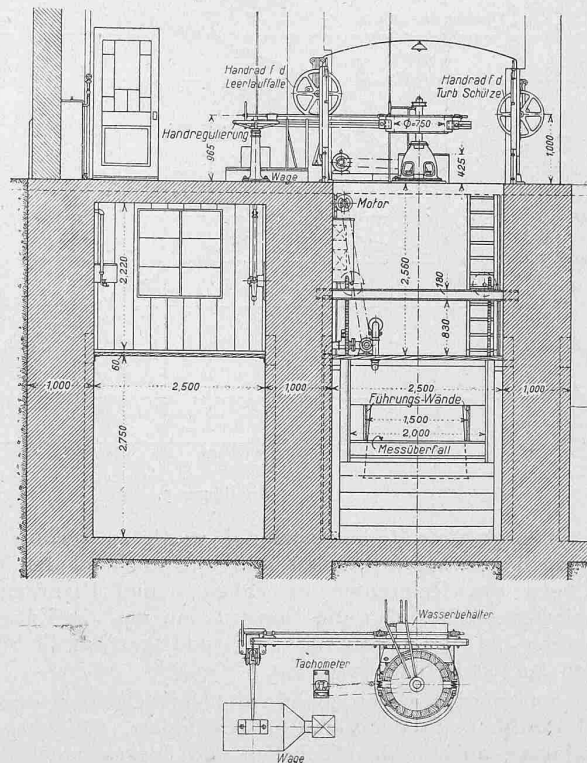 Handrad f d
Leerlauffalle
Handrad f d
Turb Schütze
Handregulierung
Φ=750
965
Wage
425
1,000
Motor
2,220
2,560
180
830
60
1,000
2,500
1,000
2,500
1,000
Führungs-Wände
1,500
2,000
Messüberfall
2,750
Wasserbehälter
Tachometer
Wage